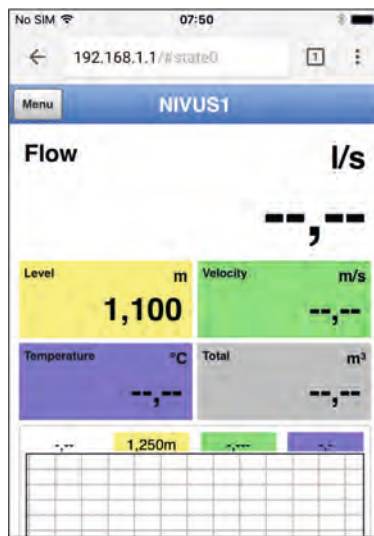 No SIM 07:50
192.168.1.1/#state0 1
Menu NIVUS1
Flow l/s
--,--
Level m Velocity m/s
1,100 --,--
Temperature °C Total m³
--,-- --,--
-,-- 1,250m -,--- -,-